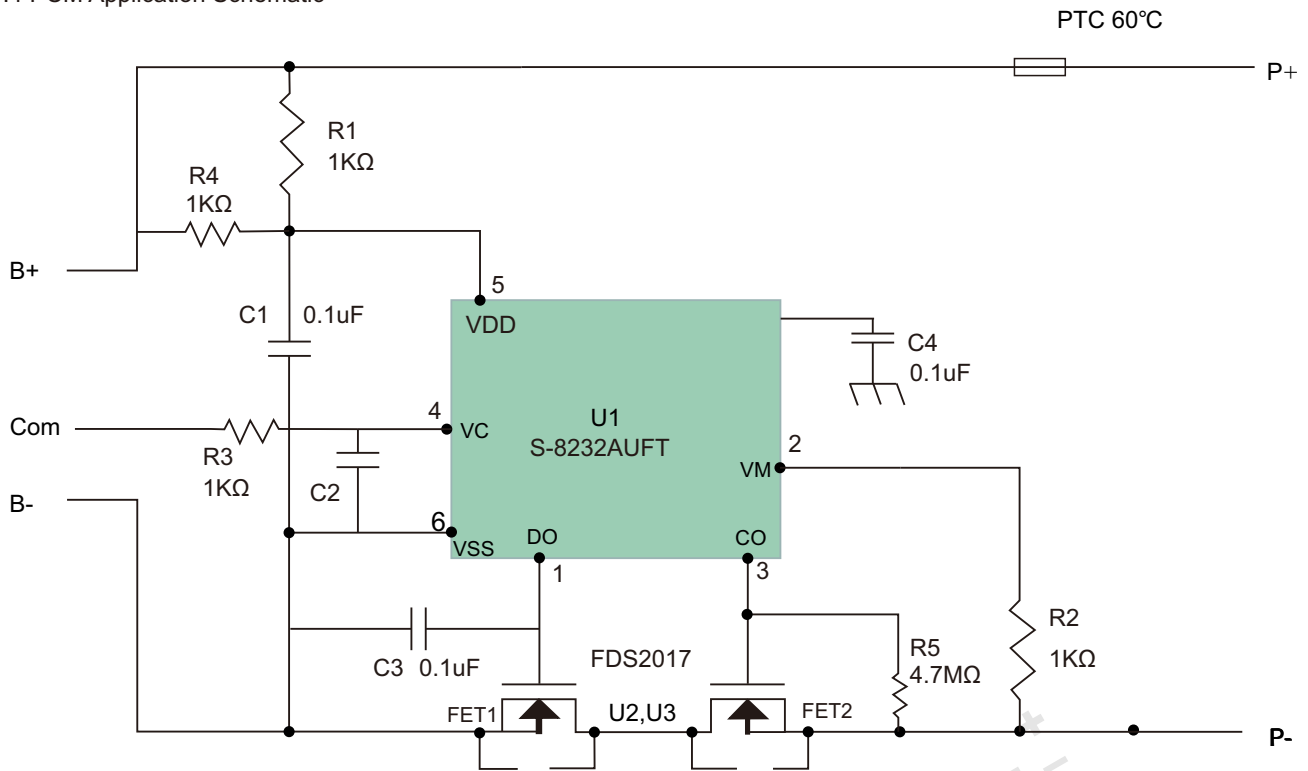 PTC 60℃
P+
R1
1KΩ
R4
1KΩ
B+
C1 0.1uF
5
VDD
C4
0.1uF
Com
R3
1KΩ
4
VC
U1
S-8232AUFT
2
VM
C2
B-
6
VSS
DO
1
CO
3
C3 0.1uF
FDS2017
R5
4.7MΩ
R2
1KΩ
FET1
U2,U3
FET2
P-